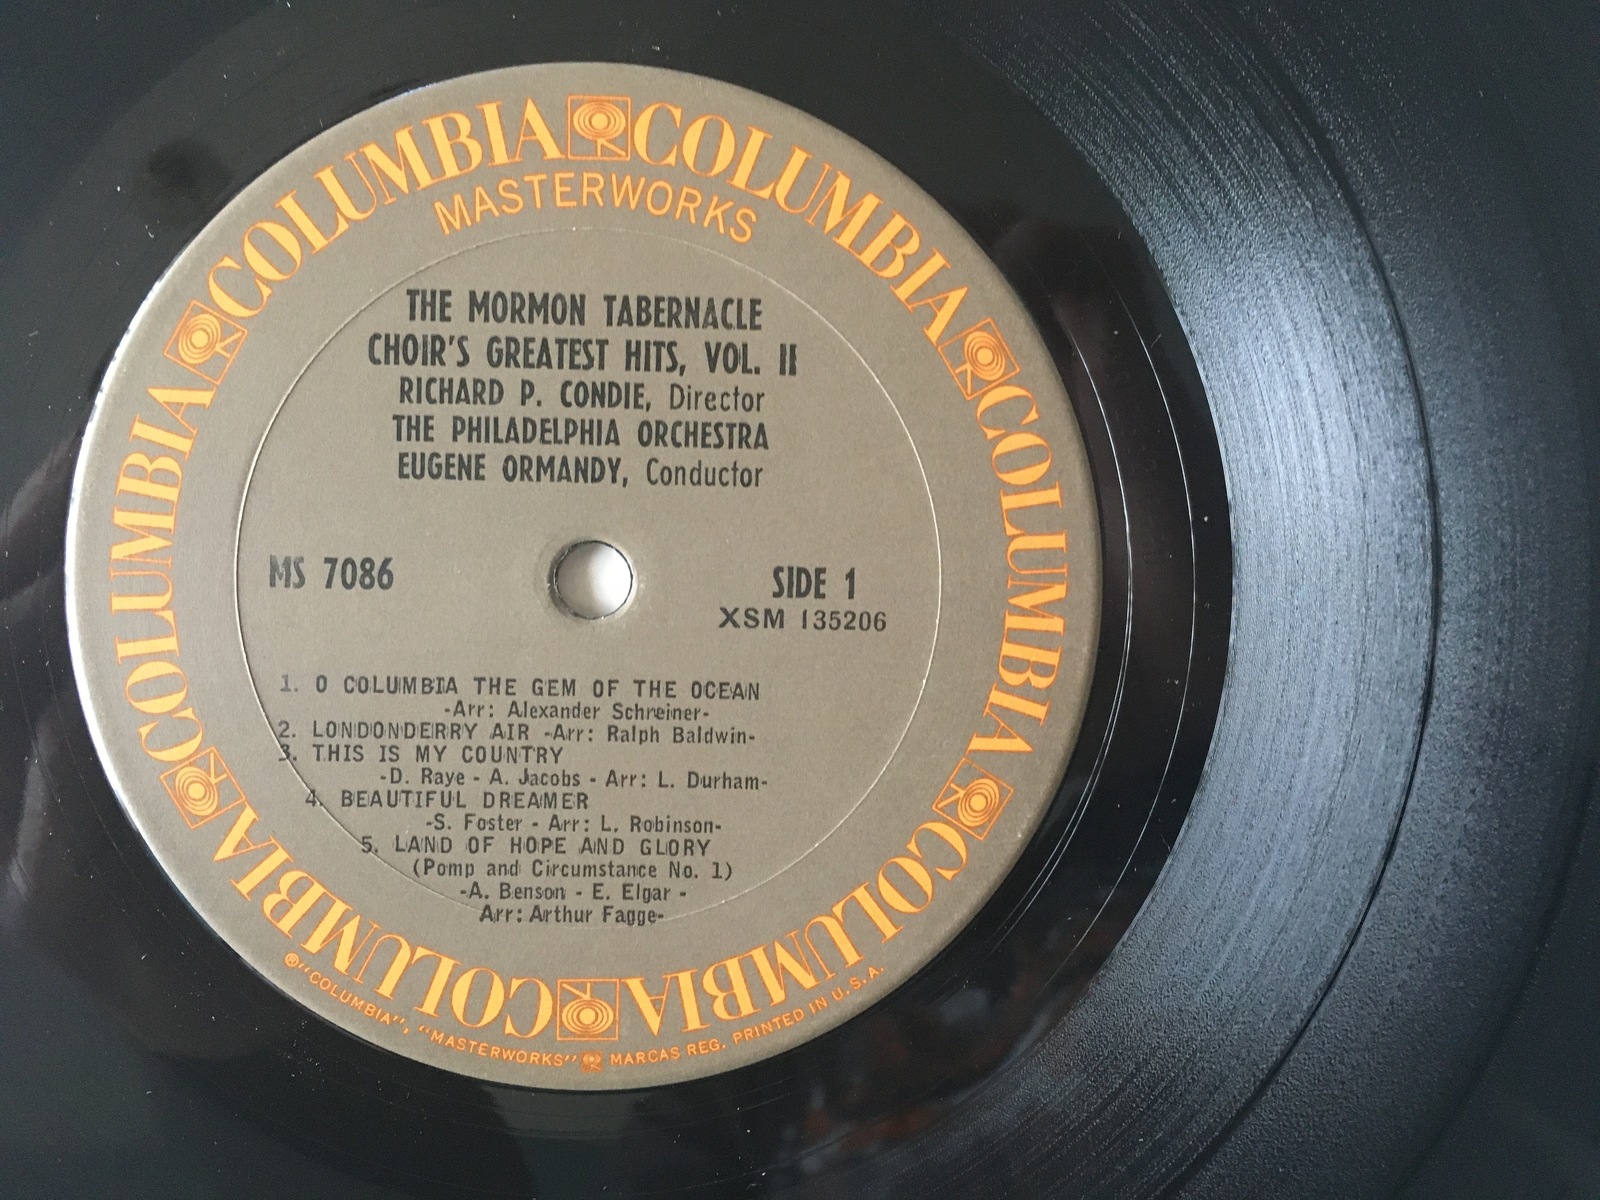 COLUMBIA COLUMBIA COLUMBIA COLUMBIA COLUMBIA COLUMBIA
MASTERWORKS
THE MORMON TABERNACLE
CHOIR'S GREATEST HITS, VOL. II
RICHARD P. CONDIE, Director
THE PHILADELPHIA ORCHESTRA
EUGENE ORMANDY, Conductor
MS 7086
SIDE 1
XSM 135206
1. O COLUMBIA THE GEM OF THE OCEAN
-Arr: Alexander Schreiner-
2. LONDONDERRY AIR -Arr: Ralph Baldwin-
3. THIS IS MY COUNTRY
-D. Raye - A. Jacobs - Arr: L. Durham-
4. BEAUTIFUL DREAMER
-S. Foster - Arr: L. Robinson-
5. LAND OF HOPE AND GLORY
(Pomp and Circumstance No. 1)
-A. Benson - E. Elgar -
Arr: Arthur Fagge-
®"COLUMBIA", "MASTERWORKS" MARCAS REG. PRINTED IN U.S.A.